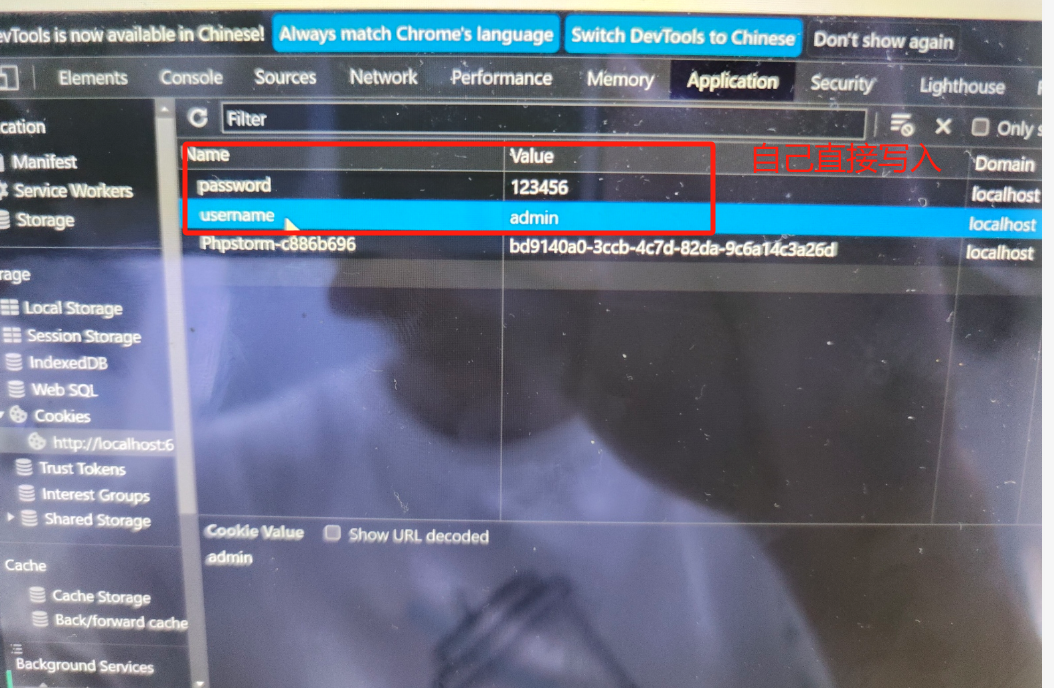 evTools is now available in Chinese! Always match Chrome's language Switch DevTools to Chinese Don't show again
Elements Console Sources Network Performance Memory Application Security Lighthouse
Filter Only s
cation
Manifest
Service Workers
Storage
rage
Local Storage
Session Storage
IndexedDB
Web SQL
Cookies
http://localhost:6
Trust Tokens
Interest Groups
Shared Storage
Cache
Cache Storage
Back/forward cache
Background Services
自己直接写入
Name Value Domain
password 123456 localhost
username admin localhost
Phpstorm-c886b696 bd9140a0-3ccb-4c7d-82da-9c6a14c3a26d localhost
Cookie Value Show URL decoded
admin